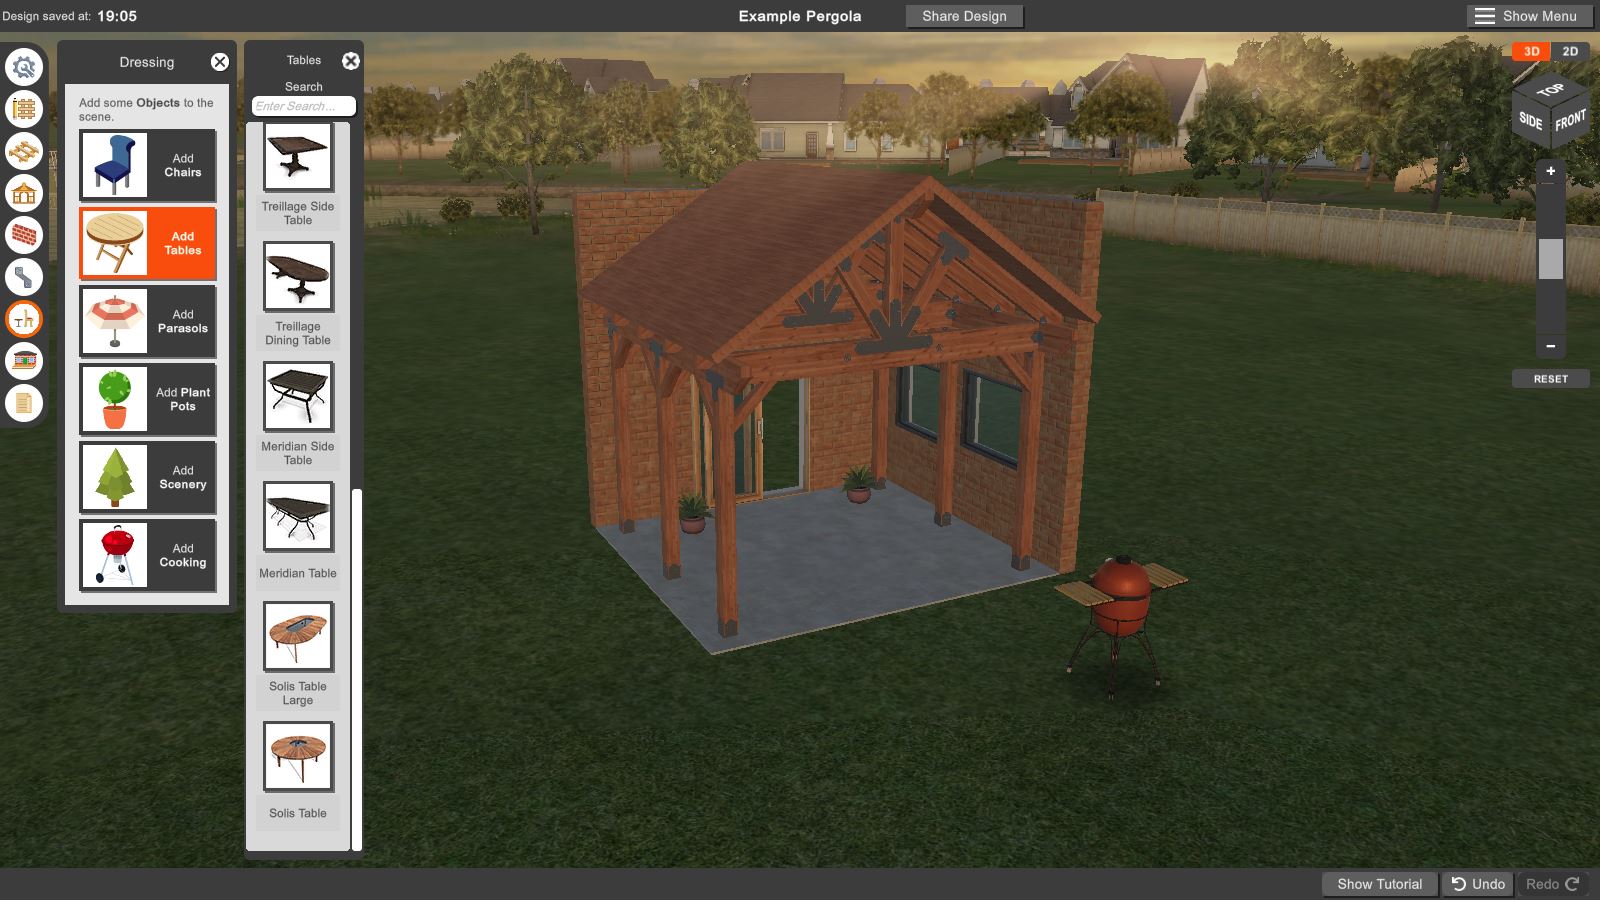 Design saved at: 19:05
Example Pergola
Share Design
Show Menu
Dressing
Add some Objects to the
scene.
Add
Chairs
Add
Tables
Add
Parasols
Add Plant
Pots
Add
Scenery
Add
Cooking
Tables
Search
Enter Search...
Treillage Side
Table
Treillage
Dining Table
Meridian Side
Table
Meridian Table
Solis Table
Large
Solis Table
3D
2D
TOP
SIDE
FRONT
+
−
RESET
Show Tutorial
Undo
Redo